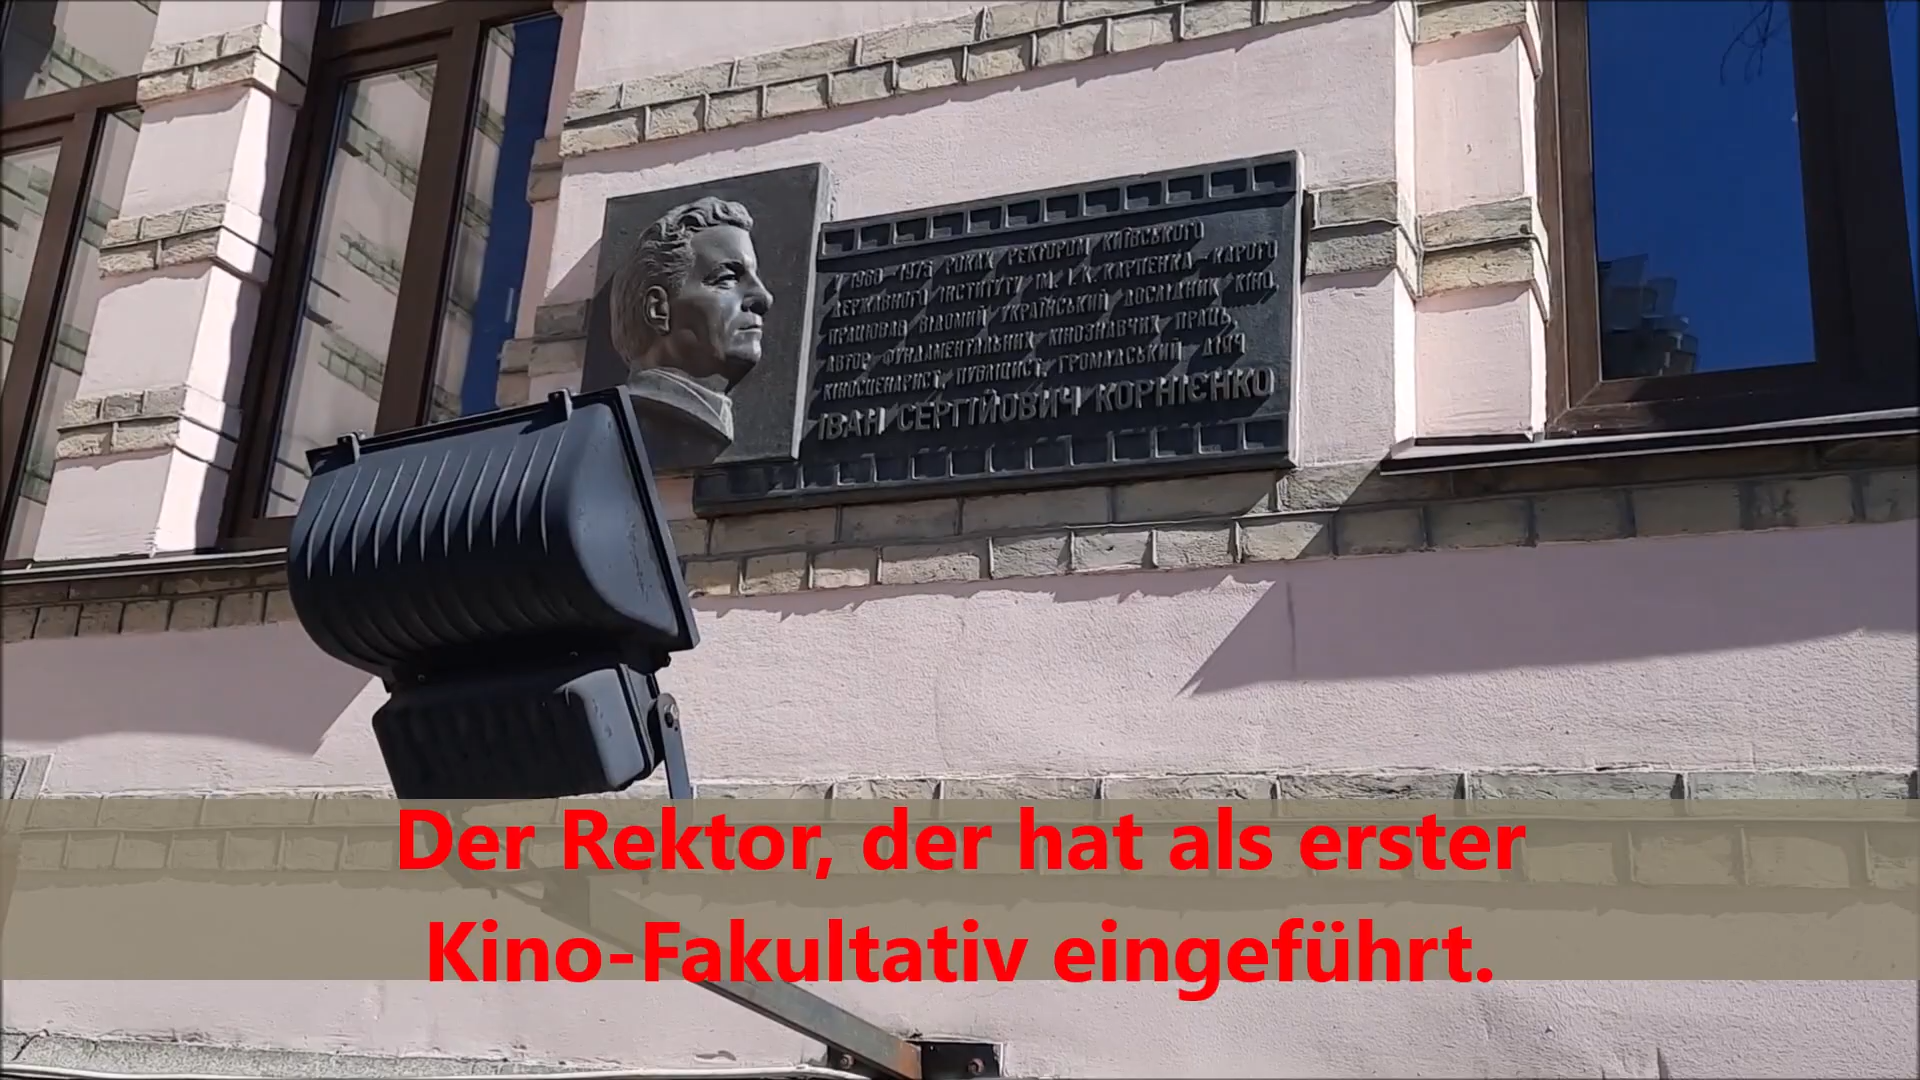 У 1960–1975 РОКАХ РЕКТОРОМ КИЇВСЬКОГО
ДЕРЖАВНОГО ІНСТИТУТУ ІМ. І.К. КАРПЕНКА-КАРОГО
ПРАЦЮВАВ ВІДОМИЙ УКРАЇНСЬКИЙ ДОСЛІДНИК КІНО,
АВТОР ФУНДАМЕНТАЛЬНИХ КІНОЗНАВЧИХ ПРАЦЬ,
КІНОСЦЕНАРИСТ, ПУБЛІЦИСТ, ГРОМАДСЬКИЙ ДІЯЧ
ІВАН СЕРГІЙОВИЧ КОРНІЄНКО
Der Rektor, der hat als erster
Kino-Fakultativ eingeführt.